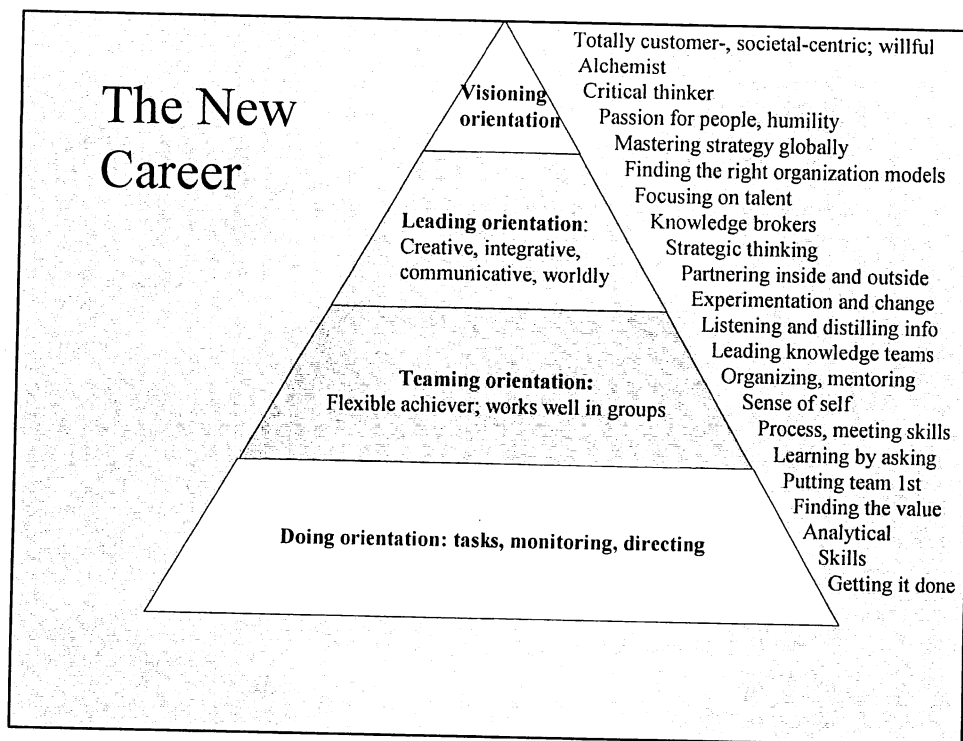 The New
Career
Visioning
orientation
Leading orientation:
Creative, integrative,
communicative, worldly
Teaming orientation:
Flexible achiever; works well in groups
Doing orientation: tasks, monitoring, directing
Totally customer-, societal-centric; willful
Alchemist
Critical thinker
Passion for people, humility
Mastering strategy globally
Finding the right organization models
Focusing on talent
Knowledge brokers
Strategic thinking
Partnering inside and outside
Experimentation and change
Listening and distilling info
Leading knowledge teams
Organizing, mentoring
Sense of self
Process, meeting skills
Learning by asking
Putting team 1st
Finding the value
Analytical
Skills
Getting it done